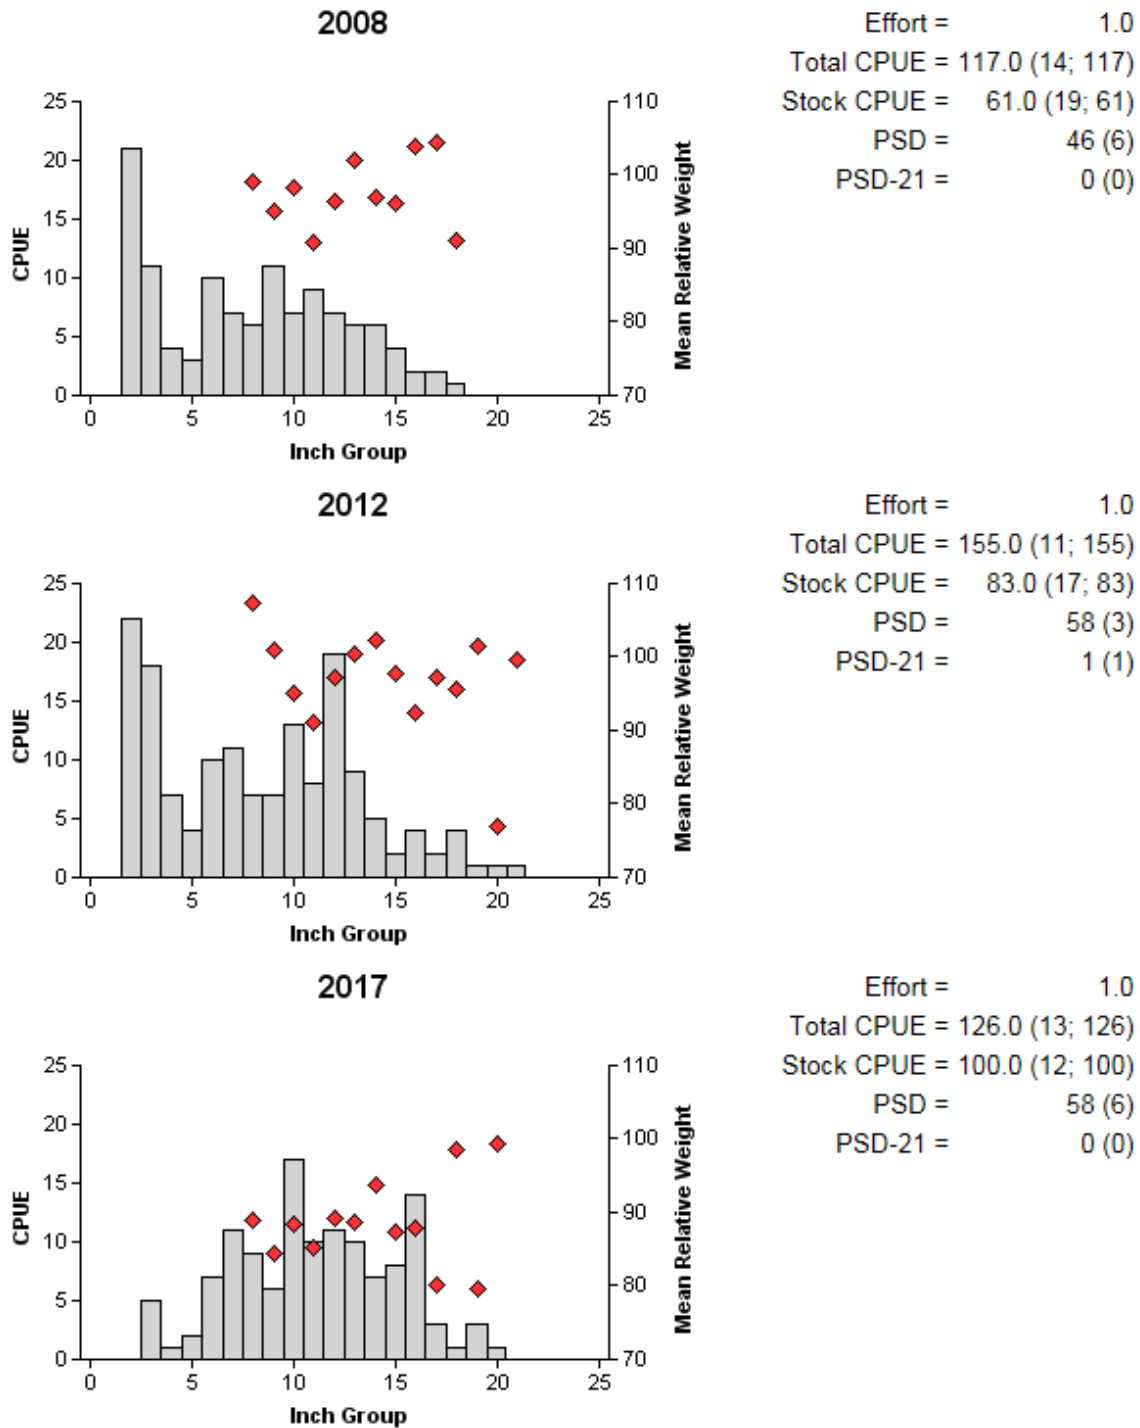 2008
Effort = 1.0
Total CPUE = 117.0 (14; 117)
Stock CPUE = 61.0 (19; 61)
PSD = 46 (6)
PSD-21 = 0 (0)
25
20
15
10
5
0
CPUE
110
100
90
80
70
Mean Relative Weight
0 5 10 15 20 25
Inch Group
2012
Effort = 1.0
Total CPUE = 155.0 (11; 155)
Stock CPUE = 83.0 (17; 83)
PSD = 58 (3)
PSD-21 = 1 (1)
25
20
15
10
5
0
CPUE
110
100
90
80
70
Mean Relative Weight
0 5 10 15 20 25
Inch Group
2017
Effort = 1.0
Total CPUE = 126.0 (13; 126)
Stock CPUE = 100.0 (12; 100)
PSD = 58 (6)
PSD-21 = 0 (0)
25
20
15
10
5
0
CPUE
110
100
90
80
70
Mean Relative Weight
0 5 10 15 20 25
Inch Group